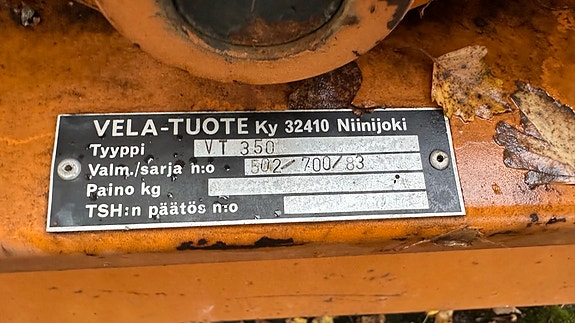 VELA-TUOTE Ky 32410 Niinijoki
Tyyppi VT 350
Valm./sarja n:o 502/700/83
Paino kg
TSH:n päätös n:o